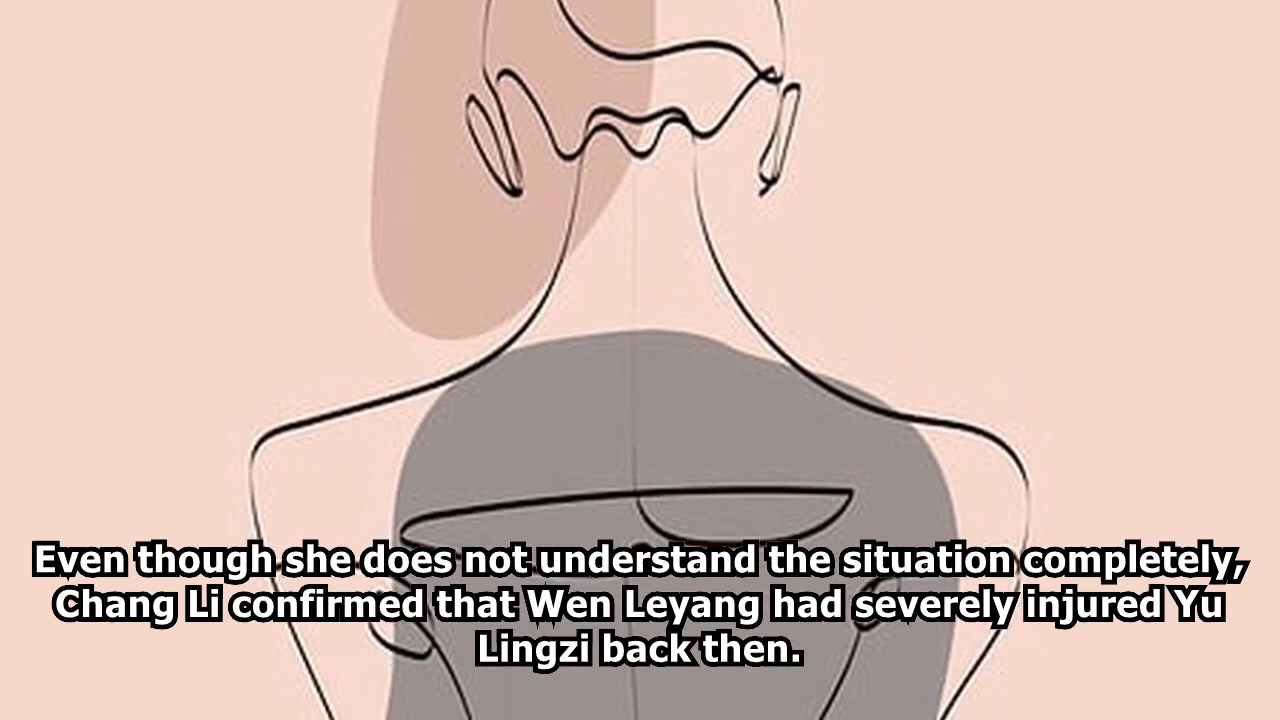 Even though she does not understand the situation completely,
Chang Li confirmed that Wen Leyang had severely injured Yu
Lingzi back then.